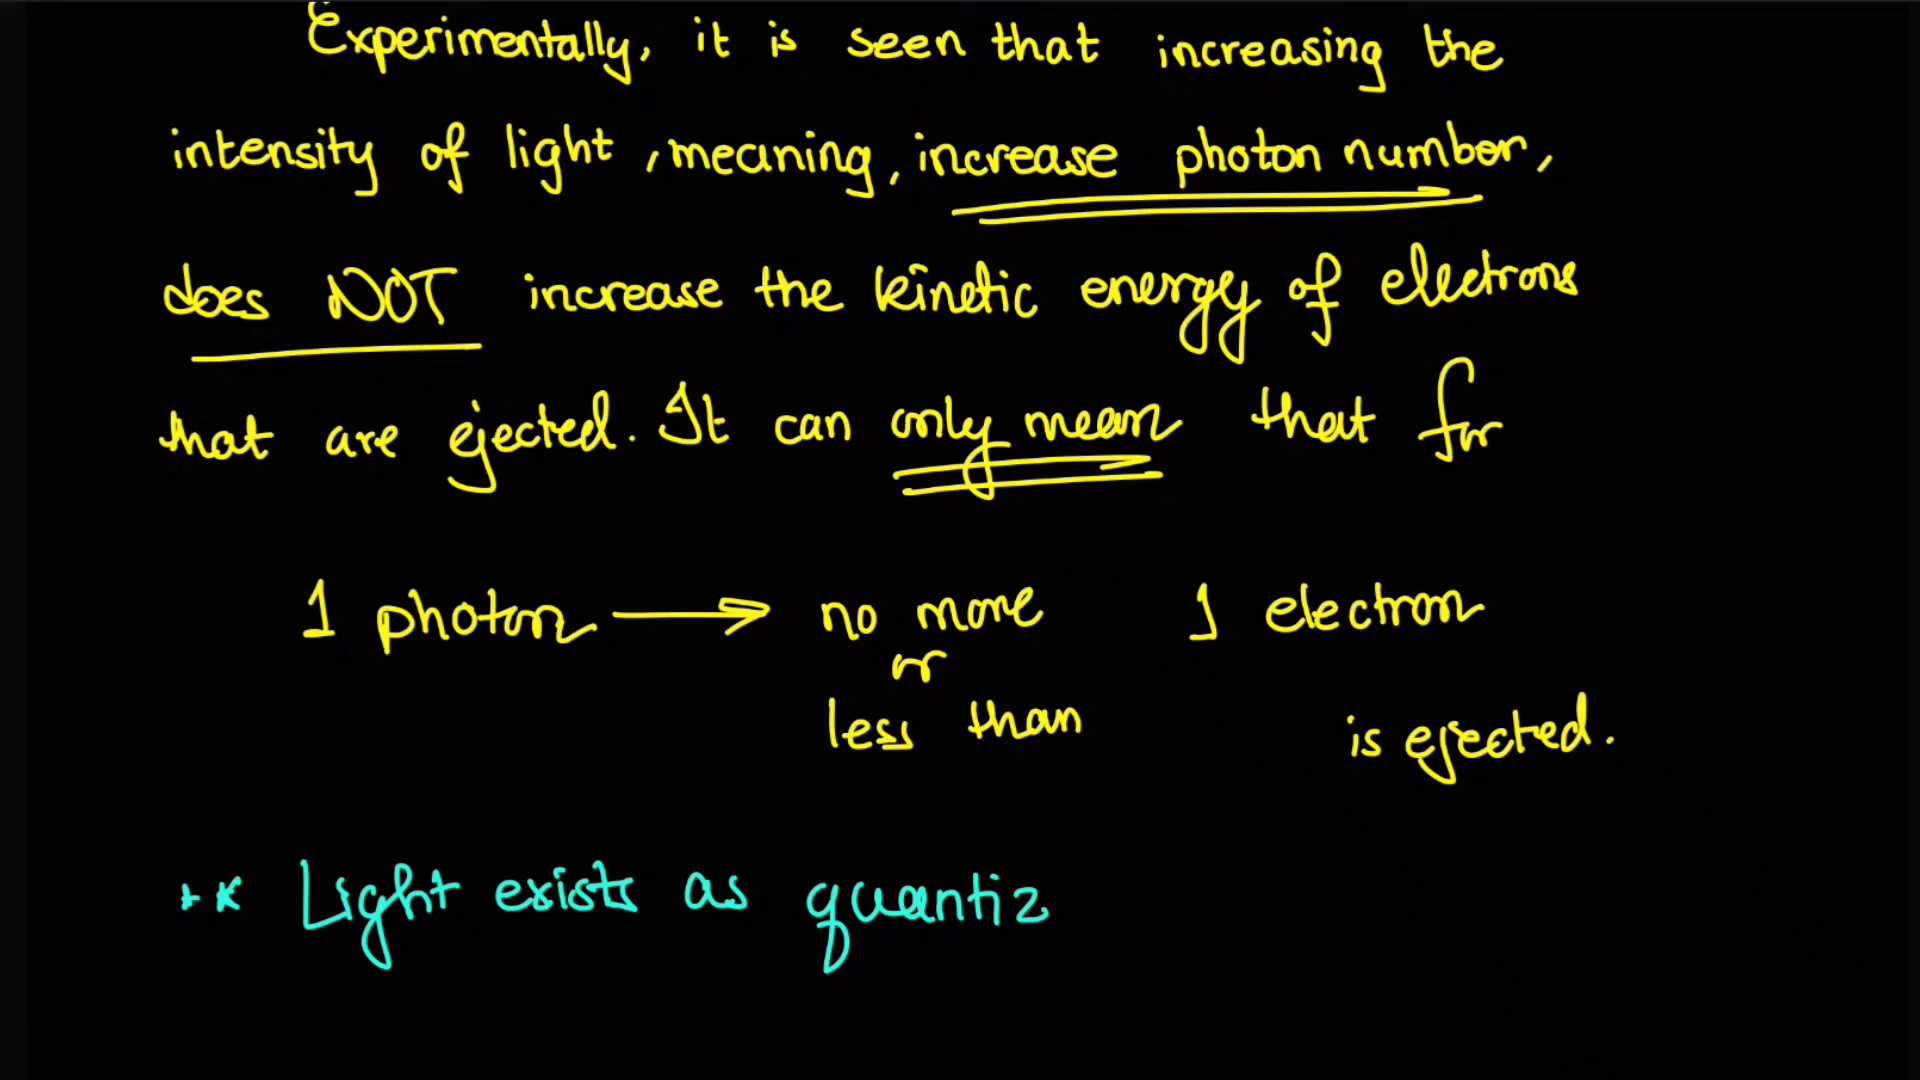 Experimentally, it is seen that increasing the
intensity of light, meaning, increase photon number,
does NOT increase the kinetic energy of electrons
that are ejected. It can only mean that for
1 photon → no more 1 electron
or
less than is ejected.
** Light exists as quantiz